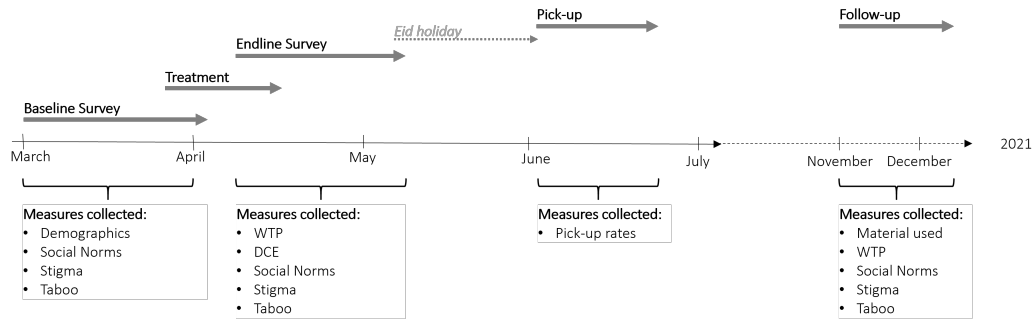 Pick-up
Follow-up
Eid holiday
Endline Survey
Treatment
Baseline Survey
March
April
May
June
July
November
December
2021
Measures collected:
• Demographics
• Social Norms
• Stigma
• Taboo
Measures collected:
• WTP
• DCE
• Social Norms
• Stigma
• Taboo
Measures collected:
• Pick-up rates
Measures collected:
• Material used
• WTP
• Social Norms
• Stigma
• Taboo